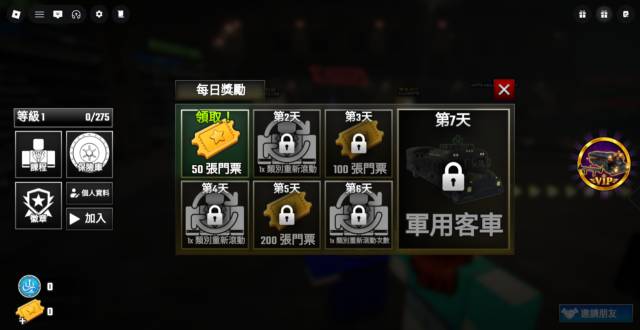 每日獎勵
等級 1
0/275
課程
保險庫
徽章
個人資料
加入
領取！
50 張門票
第2天
1x 類別重新滾動
第3天
100 張門票
第4天
1x 類別重新滾動
第5天
200 張門票
第6天
1x 類別重新滾動次數
第7天
軍用客車
VIP
0
0
邀請朋友